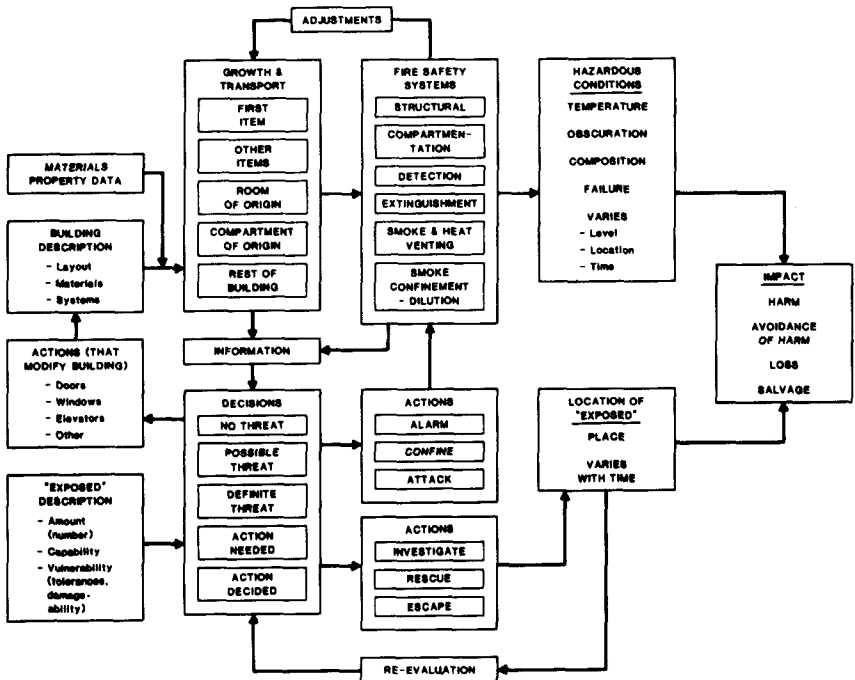 ADJUSTMENTS
GROWTH &
TRANSPORT
FIRST
ITEM
OTHER
ITEMS
ROOM
OF ORIGIN
COMPARTMENT
OF ORIGIN
REST OF
BUILDING
FIRE SAFETY
SYSTEMS
STRUCTURAL
COMPARTMEN-
TATION
DETECTION
EXTINGUISHMENT
SMOKE & HEAT
VENTING
SMOKE
CONFINEMENT
- DILUTION
HAZARDOUS
CONDITIONS
TEMPERATURE
OBSCURATION
COMPOSITION
FAILURE
VARIES
- Level
- Location
- Time
MATERIALS
PROPERTY DATA
BUILDING
DESCRIPTION
- Layout
- Materials
- Systems
IMPACT
HARM
AVOIDANCE
OF HARM
LOSS
SALVAGE
INFORMATION
ACTIONS (THAT
MODIFY BUILDING)
- Doors
- Windows
- Elevators
- Other
DECISIONS
NO THREAT
POSSIBLE
THREAT
DEFINITE
THREAT
ACTION
NEEDED
ACTION
DECIDED
ACTIONS
ALARM
CONFINE
ATTACK
LOCATION OF
"EXPOSED"
PLACE
VARIES
WITH TIME
"EXPOSED"
DESCRIPTION
- Amount
(number)
- Capability
- Vulnerability
(tolerances,
damage-
ability)
ACTIONS
INVESTIGATE
RESCUE
ESCAPE
RE-EVALUATION